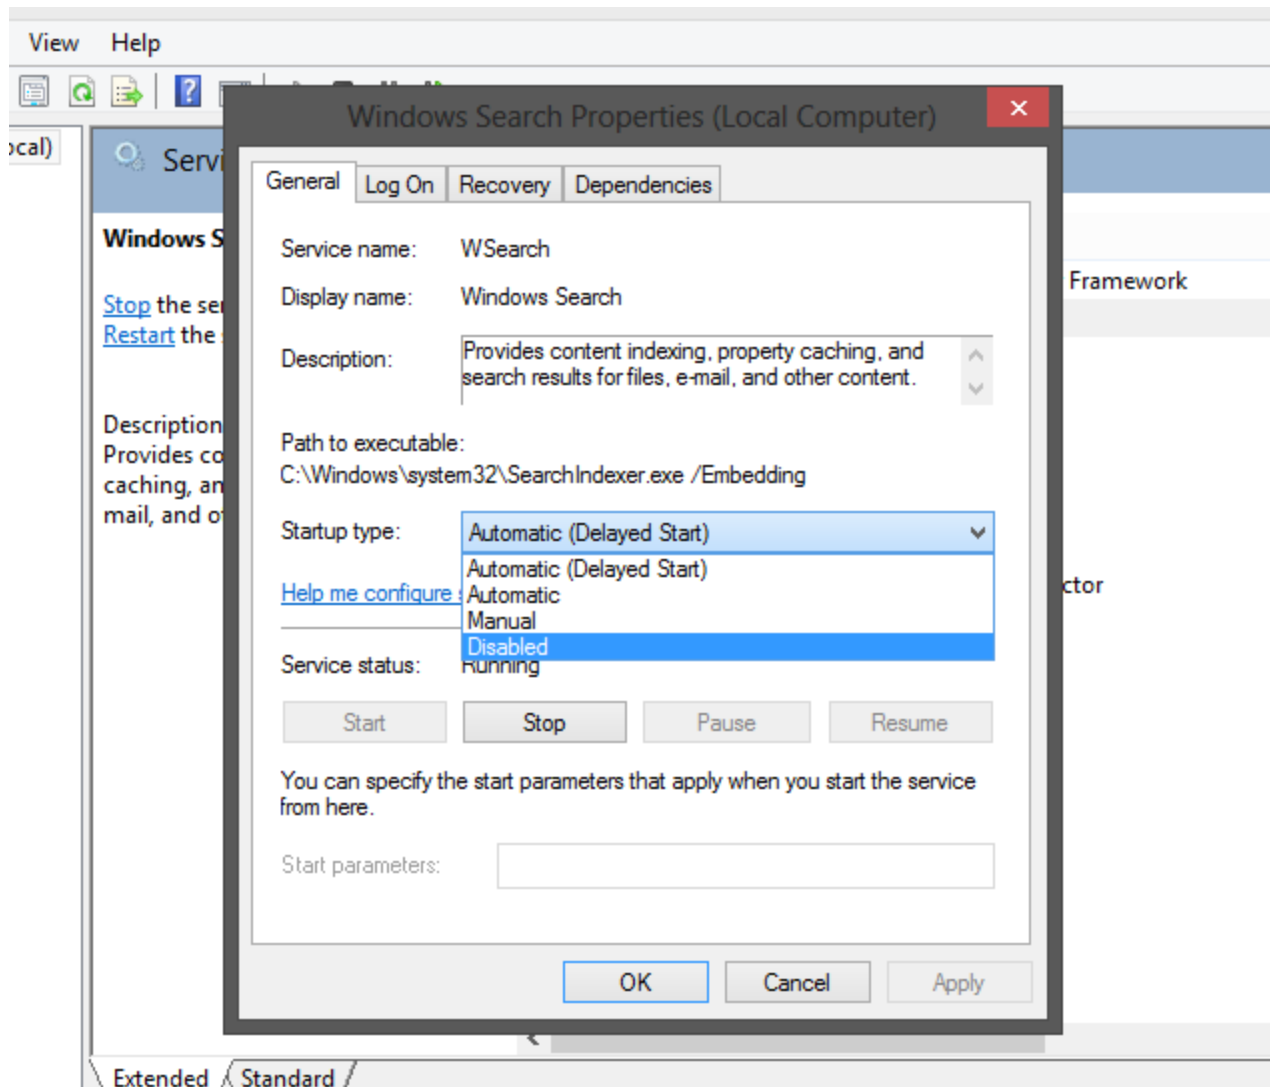 View Help
ocal)
Servi
Windows Search Properties (Local Computer)
General Log On Recovery Dependencies
Windows S
Stop the ser
Restart the
Description
Provides co
caching, an
mail, and o
Service name: WSearch
Display name: Windows Search
Description: Provides content indexing, property caching, and
search results for files, e-mail, and other content.
Path to executable:
C:\Windows\system32\SearchIndexer.exe /Embedding
Startup type: Automatic (Delayed Start)
Automatic (Delayed Start)
Help me configure s
Automatic
Manual
Disabled
Service status: Running
Start Stop Pause Resume
You can specify the start parameters that apply when you start the service
from here.
Start parameters:
OK Cancel Apply
Framework
ctor
Extended Standard